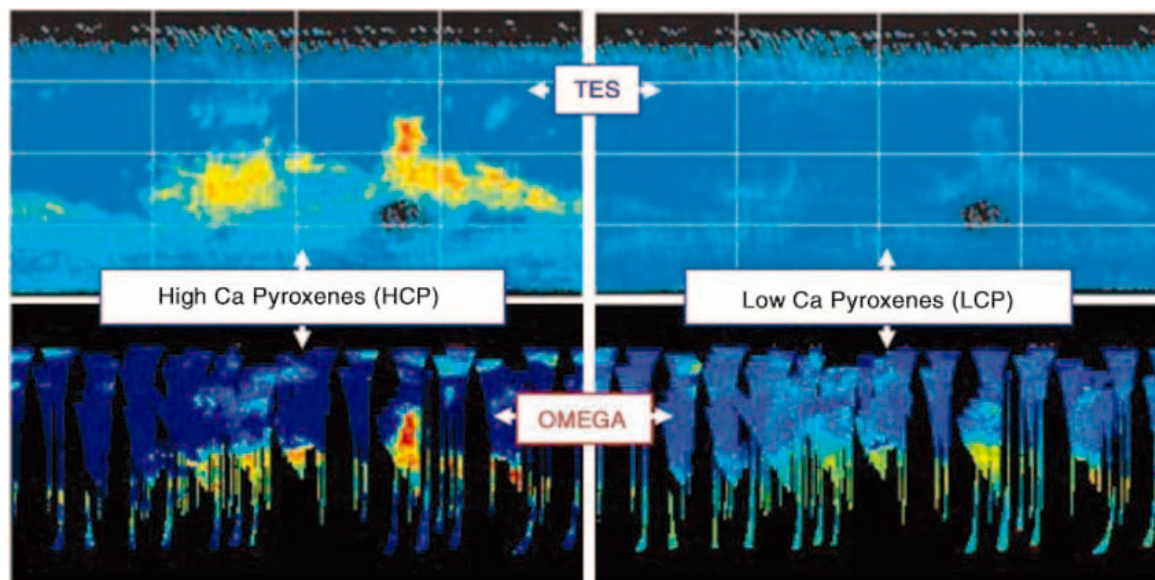 TES
High Ca Pyroxenes (HCP)
Low Ca Pyroxenes (LCP)
OMEGA